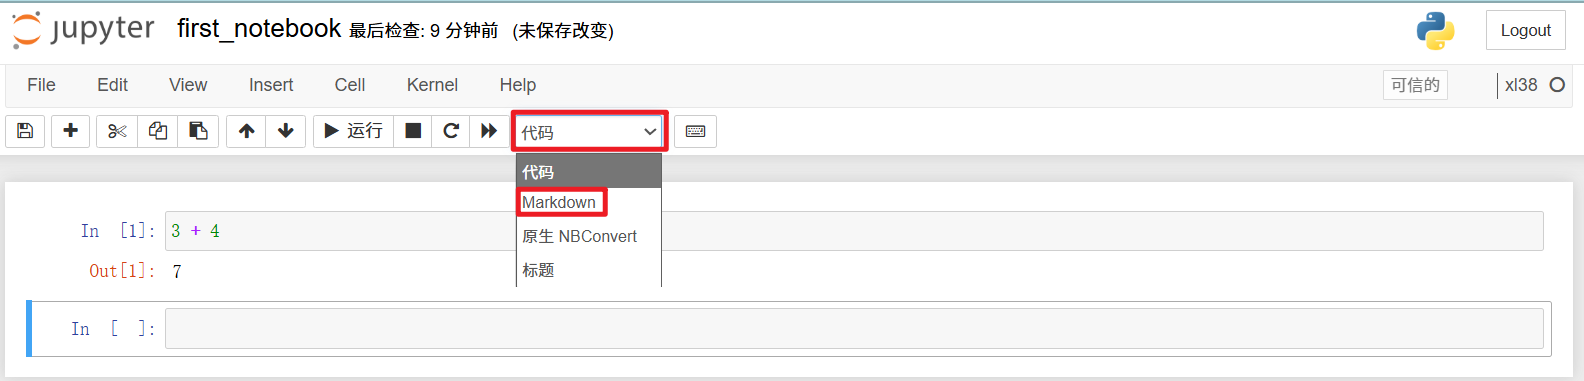 jupyter first_notebook 最后检查: 9 分钟前 (未保存改变) Logout
File Edit View Insert Cell Kernel Help 可信的 xl38
运行 代码
代码
Markdown
原生 NBConvert
标题
In [1]: 3 + 4
Out[1]: 7
In [ ]: